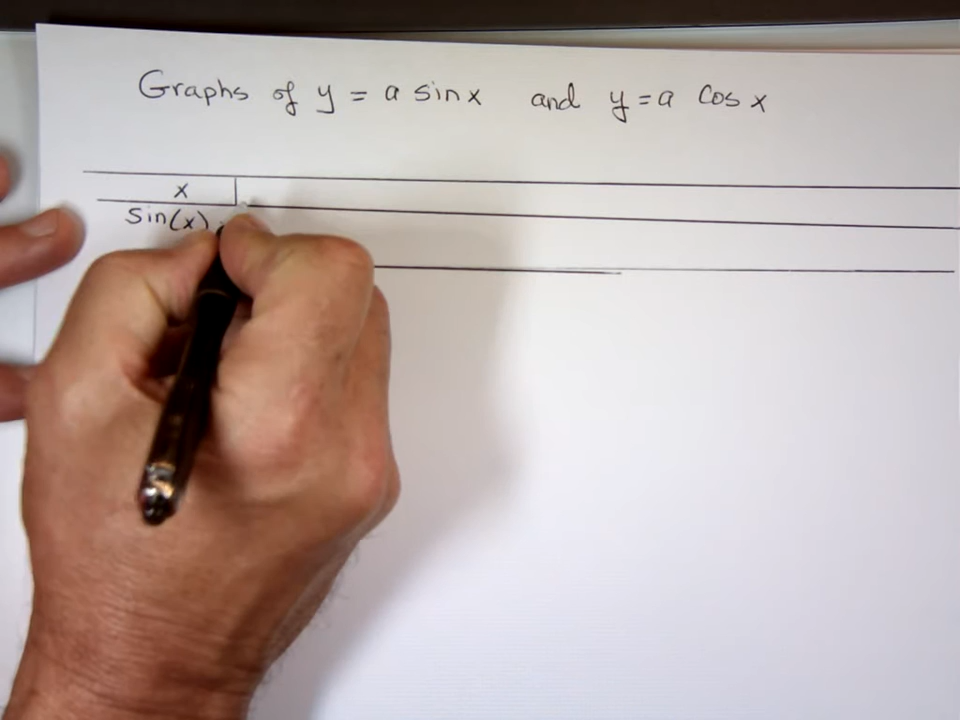 Graphs of y = a sin x and y = a cos x
x
sin(x)